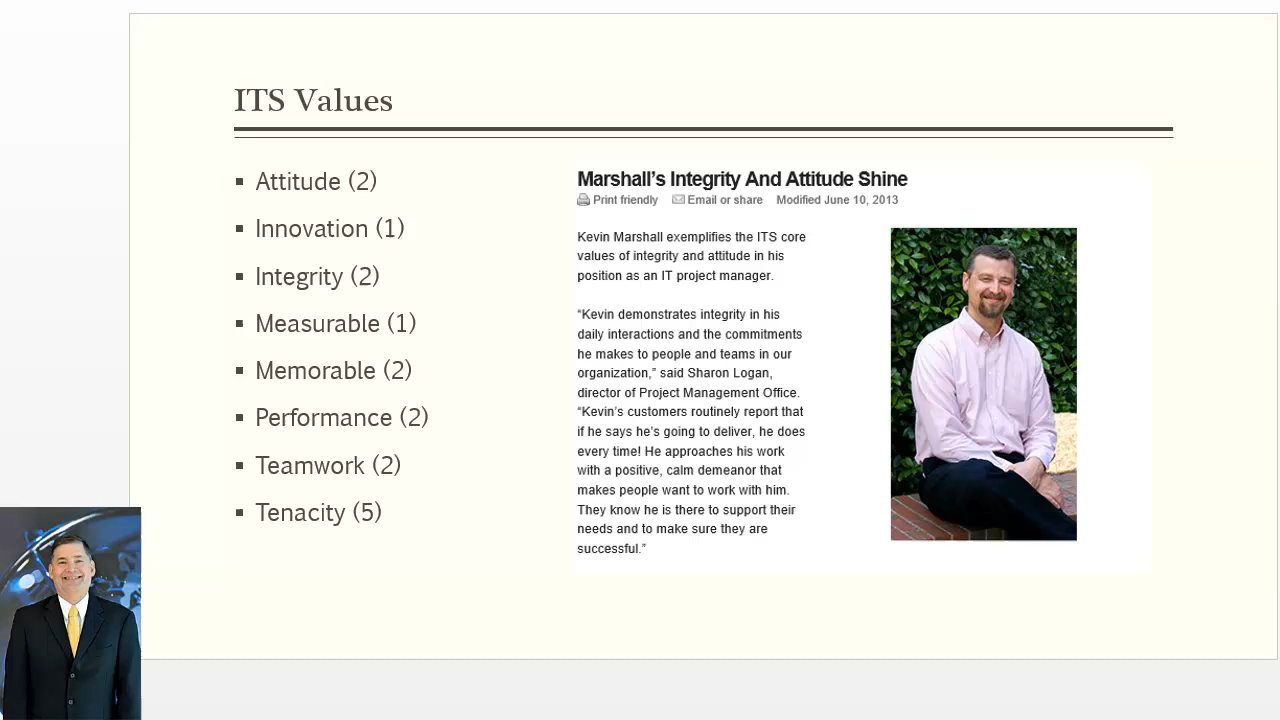 ITS Values
▪ Attitude (2)
▪ Innovation (1)
▪ Integrity (2)
▪ Measurable (1)
▪ Memorable (2)
▪ Performance (2)
▪ Teamwork (2)
▪ Tenacity (5)
Marshall's Integrity And Attitude Shine
Print friendly Email or share Modified June 10, 2013
Kevin Marshall exemplifies the ITS core
values of integrity and attitude in his
position as an IT project manager.
“Kevin demonstrates integrity in his
daily interactions and the commitments
he makes to people and teams in our
organization,” said Sharon Logan,
director of Project Management Office.
“Kevin's customers routinely report that
if he says he's going to deliver, he does
every time! He approaches his work
with a positive, calm demeanor that
makes people want to work with him.
They know he is there to support their
needs and to make sure they are
successful.”